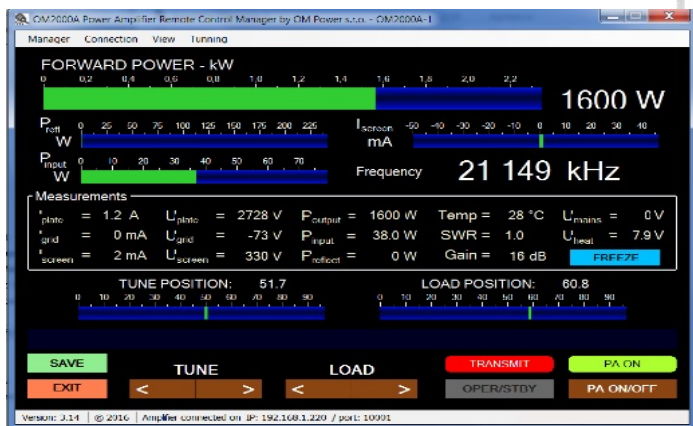 OM2000A Power Amplifier Remote Control Manager by OM Power s.r.o. - OM2000A-1
Manager Connection View Tunning
FORWARD POWER - kW
0 0,2 0,4 0,6 0,8 1,0 1,2 1,4 1,6 1,8 2,0 2,2
1600 W
Prefl W 0 25 50 75 100 125 150 175 200 225
Iscreen mA -50 -40 -30 -20 -10 0 10 20 30 40
Pinput W 0 10 20 30 40 50 60 70
Frequency 21 149 kHz
Measurements
Iplate = 1.2 A Uplate = 2728 V Poutput = 1600 W Temp = 28 °C Umains = 0 V
Igrid = 0 mA Ugrid = -73 V Pinput = 38.0 W SWR = 1.0 Uheat = 7.9 V
Iscreen = 2 mA Uscreen = 330 V Preflect = 0 W Gain = 16 dB FREEZE
TUNE POSITION: 51.7 LOAD POSITION: 60.8
0 10 20 30 40 50 60 70 80 90 0 10 20 30 40 50 60 70 80 90
SAVE TUNE LOAD TRANSMIT PA ON
EXIT < > < > OPER/STBY PA ON/OFF
Version: 3.14 @ 2016 Amplifier connected on IP: 192.168.1.220 / port: 10001